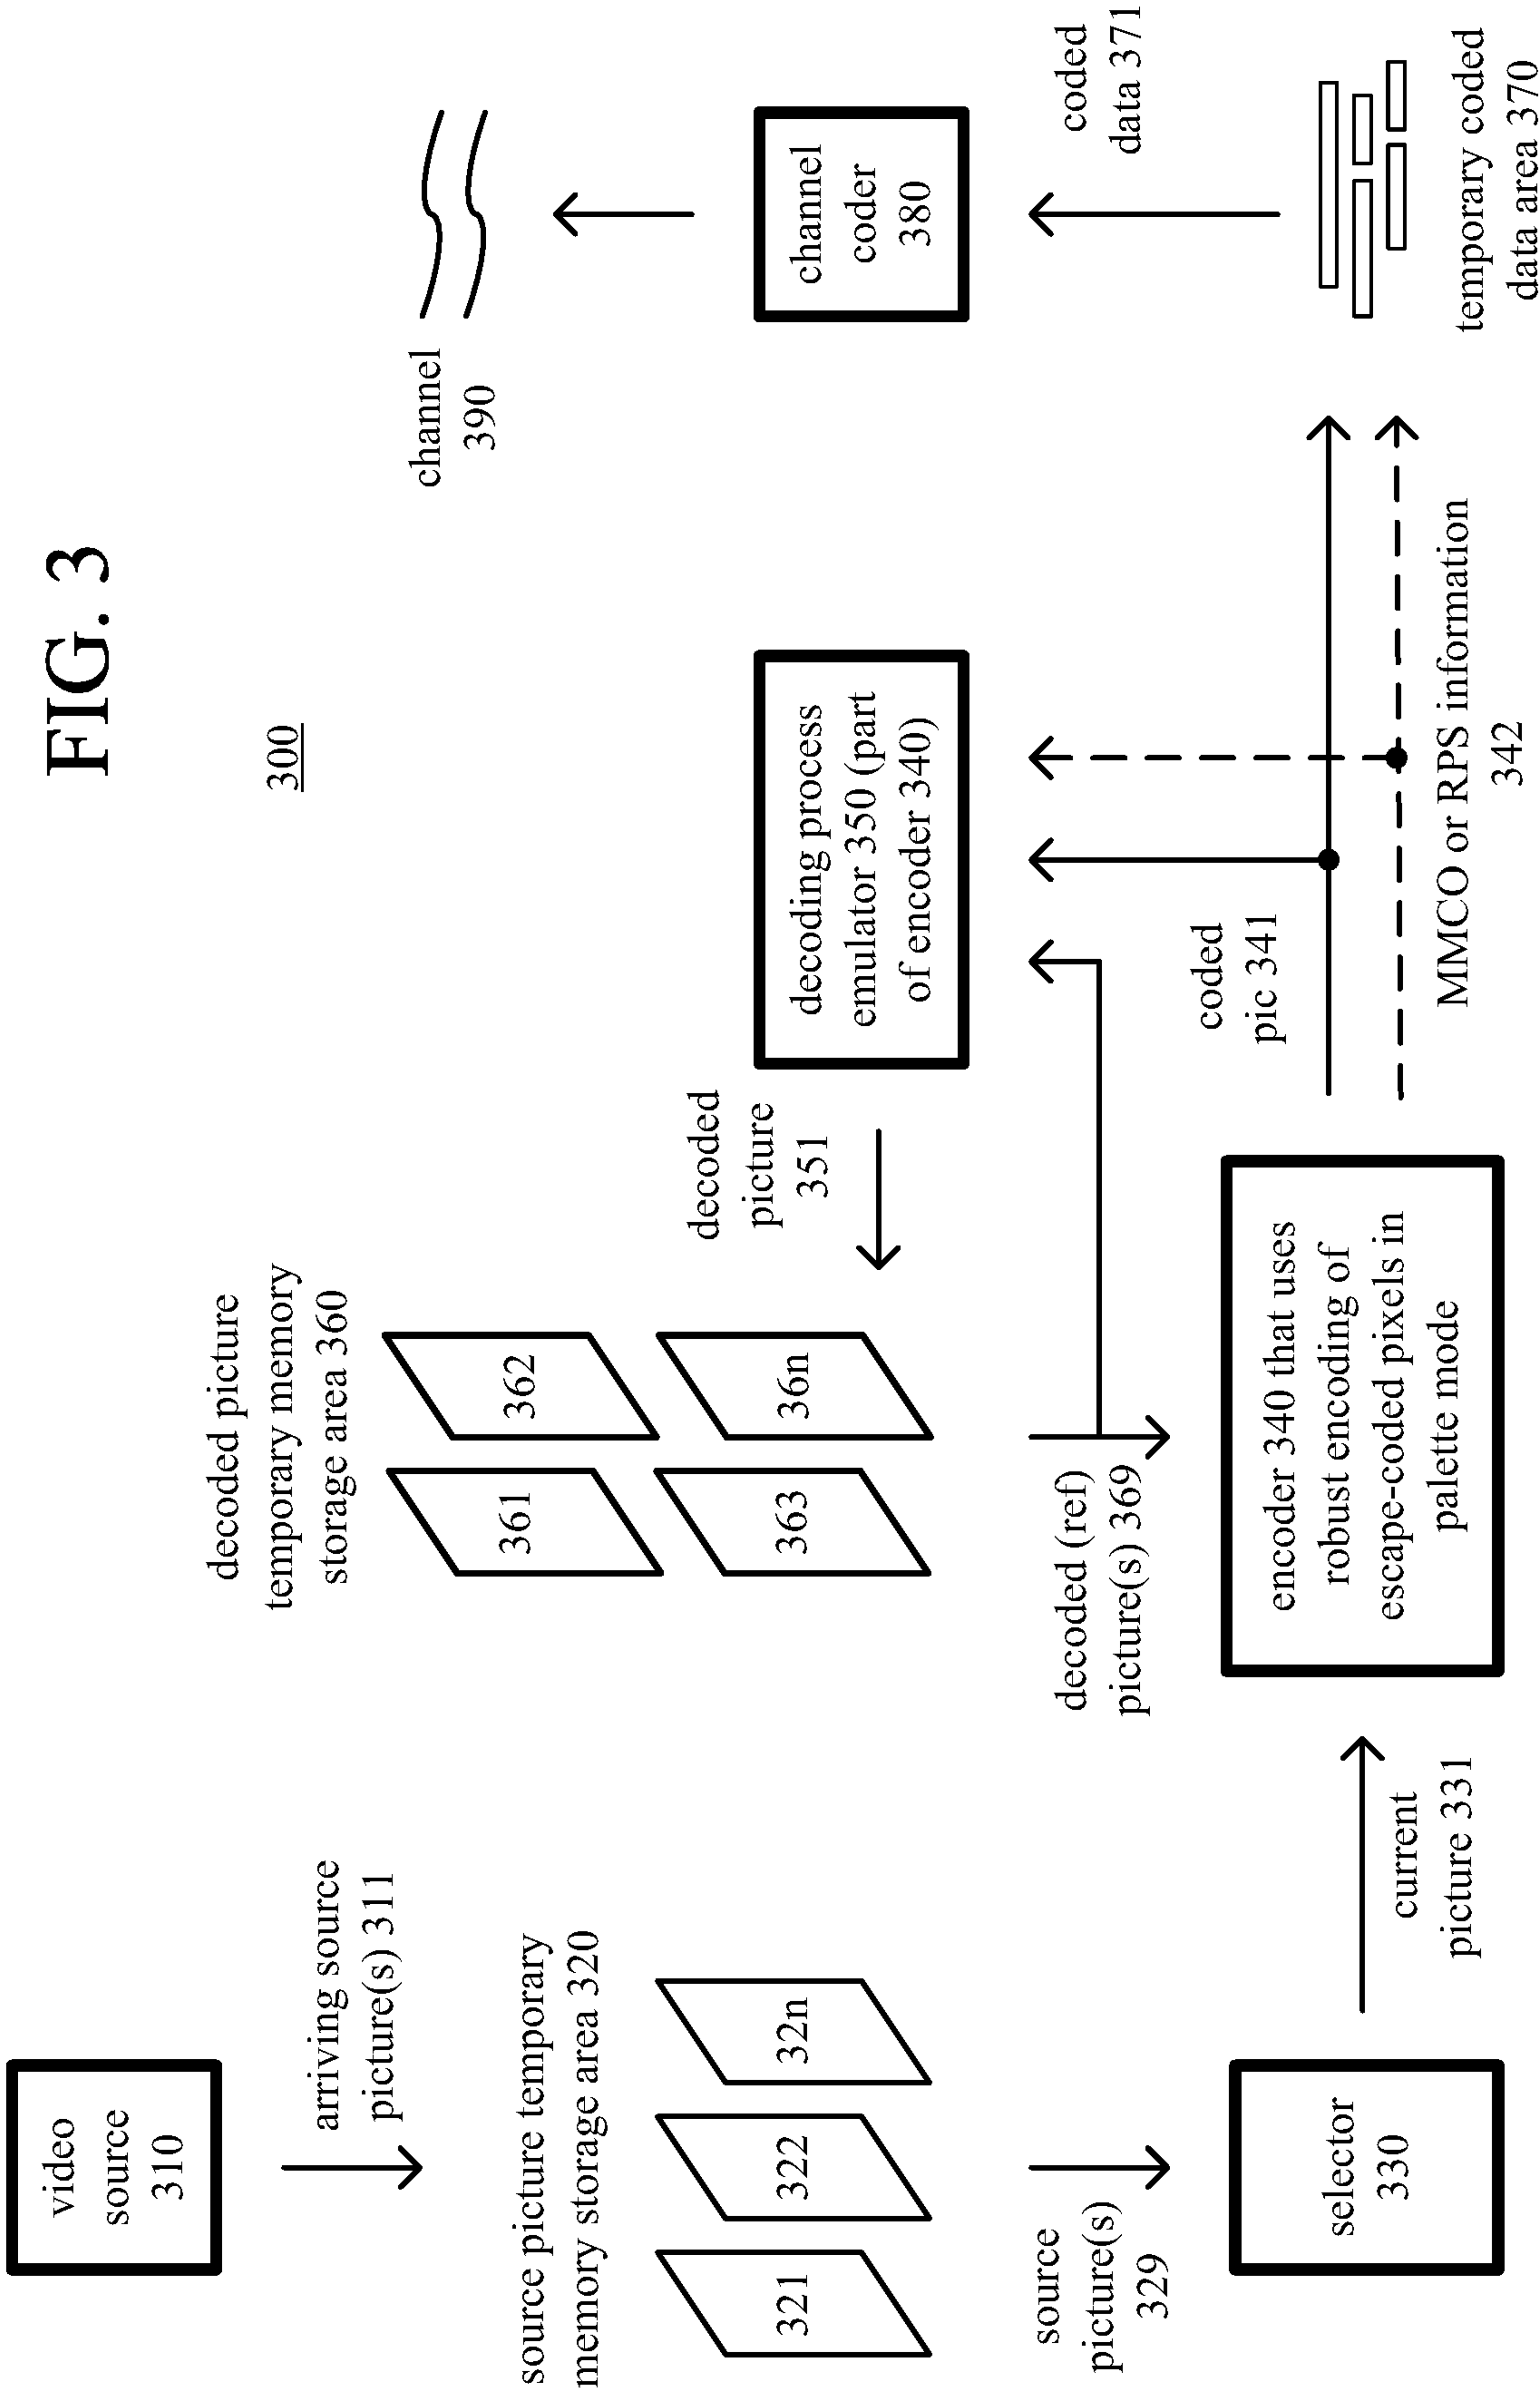 FIG. 3
300
video
source
310
arriving source
picture(s) 311
source picture temporary
memory storage area 320
321
322
32n
source
picture(s)
329
selector
330
current
picture 331
decoded picture
temporary memory
storage area 360
361
362
363
36n
decoded (ref)
picture(s) 369
encoder 340 that uses
robust encoding of
escape-coded pixels in
palette mode
decoded
picture
351
decoding process
emulator 350 (part
of encoder 340)
coded
pic 341
MMCO or RPS information
342
channel
390
channel
coder
380
coded
data 371
temporary coded
data area 370